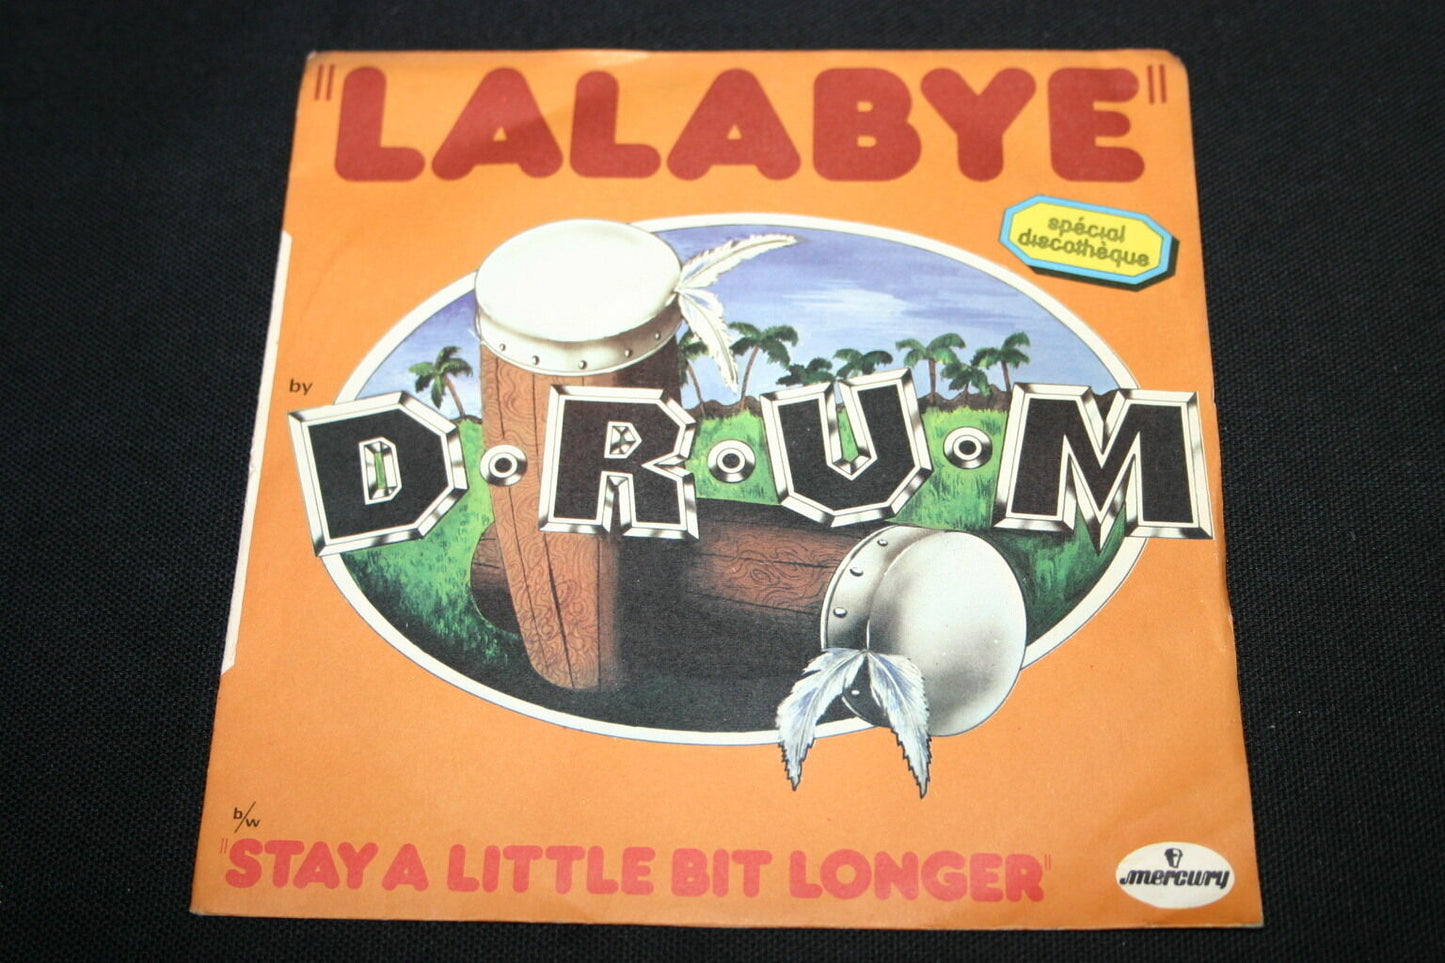 "LALABYE"
spécial
discothèque
by
D·R·U·M
b/w
"STAY A LITTLE BIT LONGER"
mercury